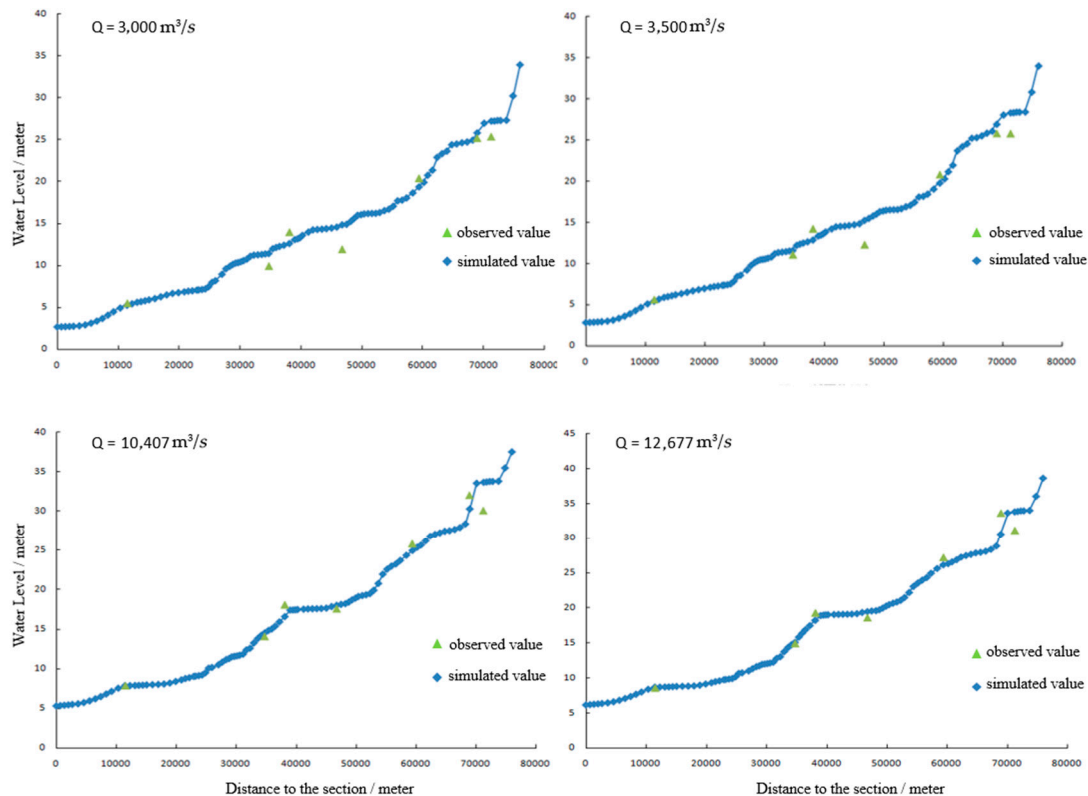 Q = 3,000 m³/s
40
35
30
25
20
15
10
5
0
Water Level / meter
observed value
simulated value
0 10000 20000 30000 40000 50000 60000 70000 80000
Q = 3,500 m³/s
40
35
30
25
20
15
10
5
0
observed value
simulated value
0 10000 20000 30000 40000 50000 60000 70000 80000
Q = 10,407 m³/s
40
35
30
25
20
15
10
5
0
Water Level / meter
observed value
simulated value
0 10000 20000 30000 40000 50000 60000 70000 80000
Distance to the section / meter
Q = 12,677 m³/s
45
40
35
30
25
20
15
10
5
0
observed value
simulated value
0 10000 20000 30000 40000 50000 60000 70000 80000
Distance to the section / meter